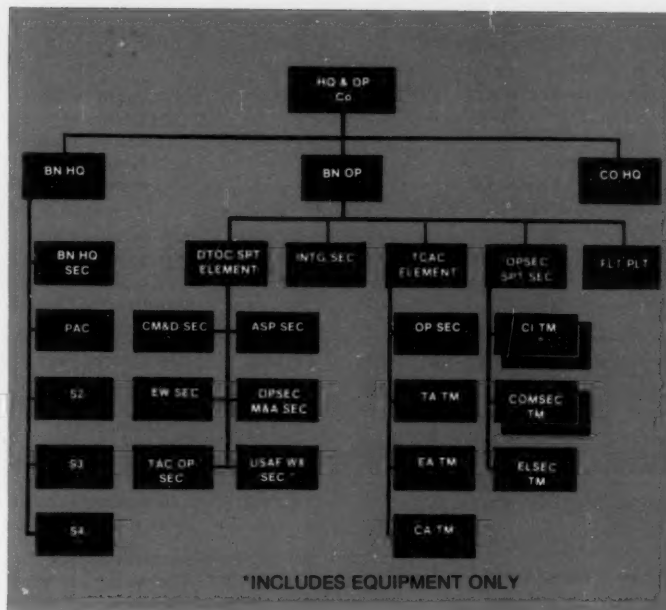 HQ & OP
Co
BN HQ
BN OP
CO HQ
BN HQ
SEC
DTOC SPT
ELEMENT
INTG SEC
TCAC
ELEMENT
OPSEC
SPT SEC
FLT PLT
PAC
CM&D SEC
ASP SEC
OP SEC
CI TM
S2
EW SEC
OPSEC
M&A SEC
TA TM
COMSEC
TM
S3
TAC OP
SEC
USAF WX
SEC
EA TM
ELSEC
TM
S4
CA TM
*INCLUDES EQUIPMENT ONLY